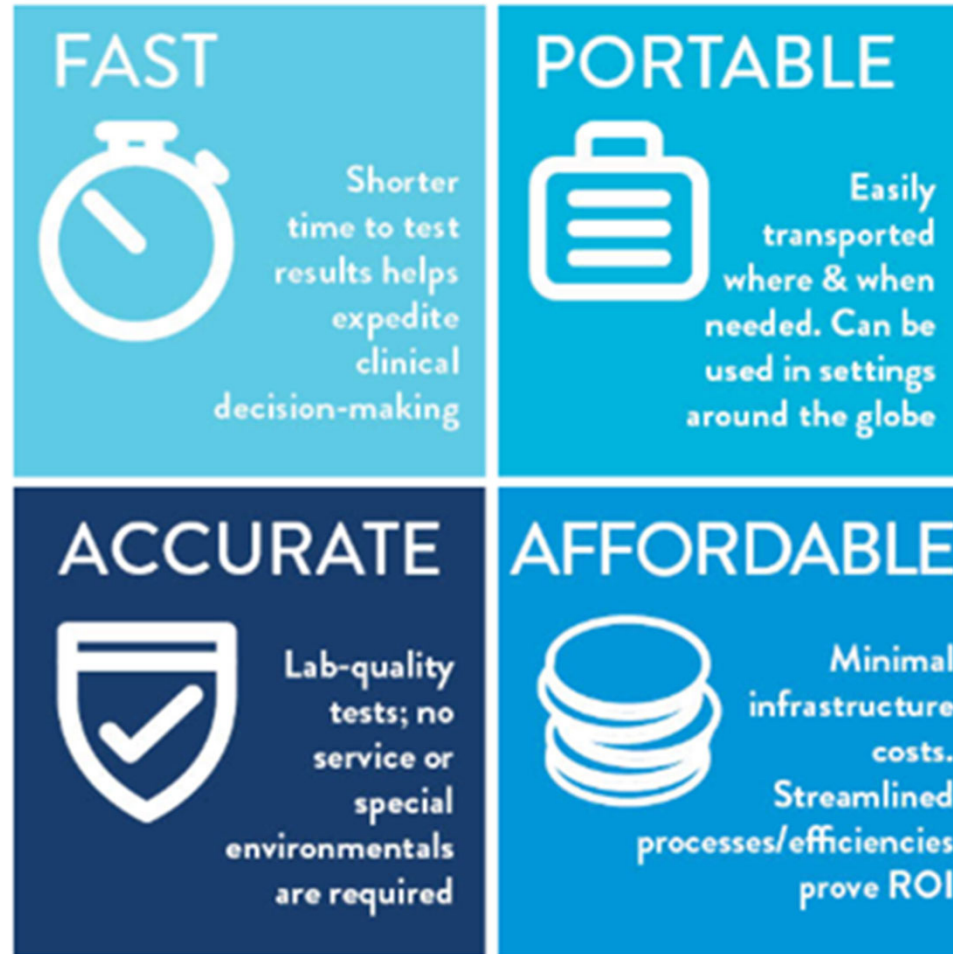 FAST
Shorter
time to test
results helps
expedite
clinical
decision-making
PORTABLE
Easily
transported
where & when
needed. Can be
used in settings
around the globe
ACCURATE
Lab-quality
tests; no
service or
special
environmentals
are required
AFFORDABLE
Minimal
infrastructure
costs.
Streamlined
processes/efficiencies
prove ROI